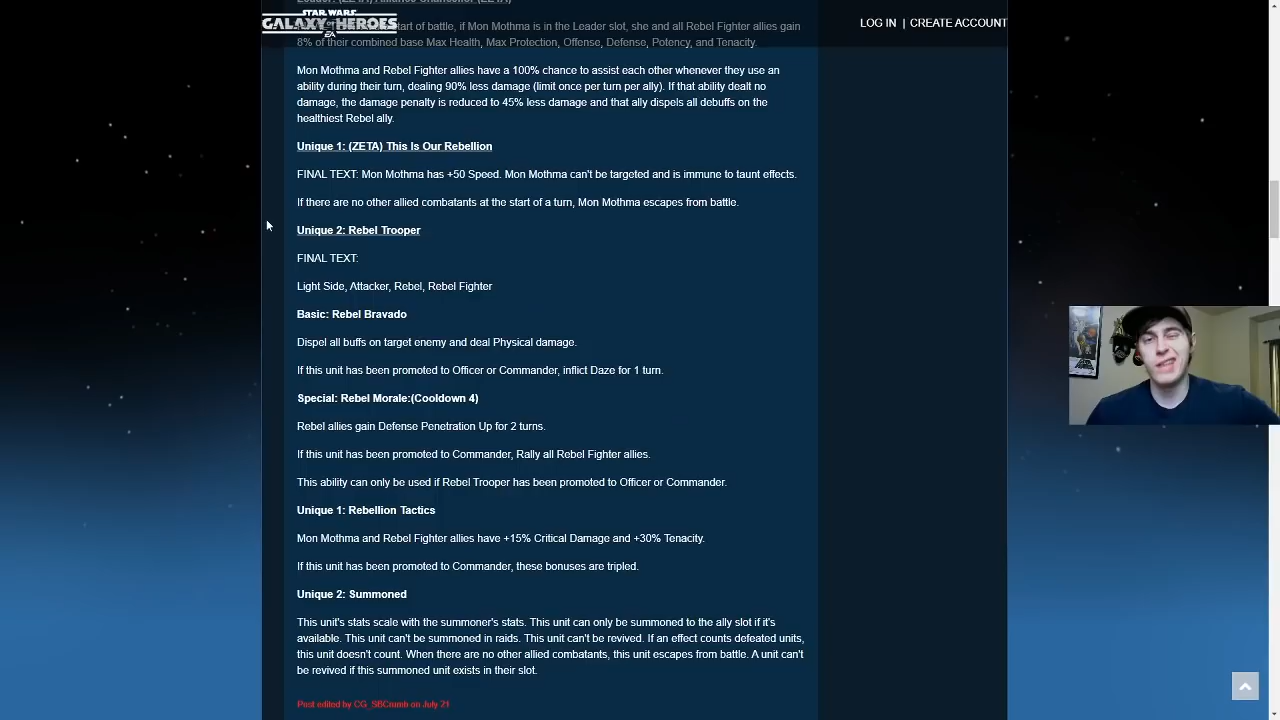 STAR WARS
GALAXY OF HEROES
EA
LOG IN | CREATE ACCOUNT
start of battle, if Mon Mothma is in the Leader slot, she and all Rebel Fighter allies gain
8% of their combined base Max Health, Max Protection, Offense, Defense, Potency, and Tenacity.
Mon Mothma and Rebel Fighter allies have a 100% chance to assist each other whenever they use an
ability during their turn, dealing 90% less damage (limit once per turn per ally). If that ability dealt no
damage, the damage penalty is reduced to 45% less damage and that ally dispels all debuffs on the
healthiest Rebel ally.
Unique 1: (ZETA) This Is Our Rebellion
FINAL TEXT: Mon Mothma has +50 Speed. Mon Mothma can't be targeted and is immune to taunt effects.
If there are no other allied combatants at the start of a turn, Mon Mothma escapes from battle.
Unique 2: Rebel Trooper
FINAL TEXT:
Light Side, Attacker, Rebel, Rebel Fighter
Basic: Rebel Bravado
Dispel all buffs on target enemy and deal Physical damage.
If this unit has been promoted to Officer or Commander, inflict Daze for 1 turn.
Special: Rebel Morale:(Cooldown 4)
Rebel allies gain Defense Penetration Up for 2 turns.
If this unit has been promoted to Commander, Rally all Rebel Fighter allies.
This ability can only be used if Rebel Trooper has been promoted to Officer or Commander.
Unique 1: Rebellion Tactics
Mon Mothma and Rebel Fighter allies have +15% Critical Damage and +30% Tenacity.
If this unit has been promoted to Commander, these bonuses are tripled.
Unique 2: Summoned
This unit's stats scale with the summoner's stats. This unit can only be summoned to the ally slot if it's
available. This unit can't be summoned in raids. This unit can't be revived. If an effect counts defeated units,
this unit doesn't count. When there are no other allied combatants, this unit escapes from battle. A unit can't
be revived if this summoned unit exists in their slot.
Post edited by CG_SBCrumb on July 21